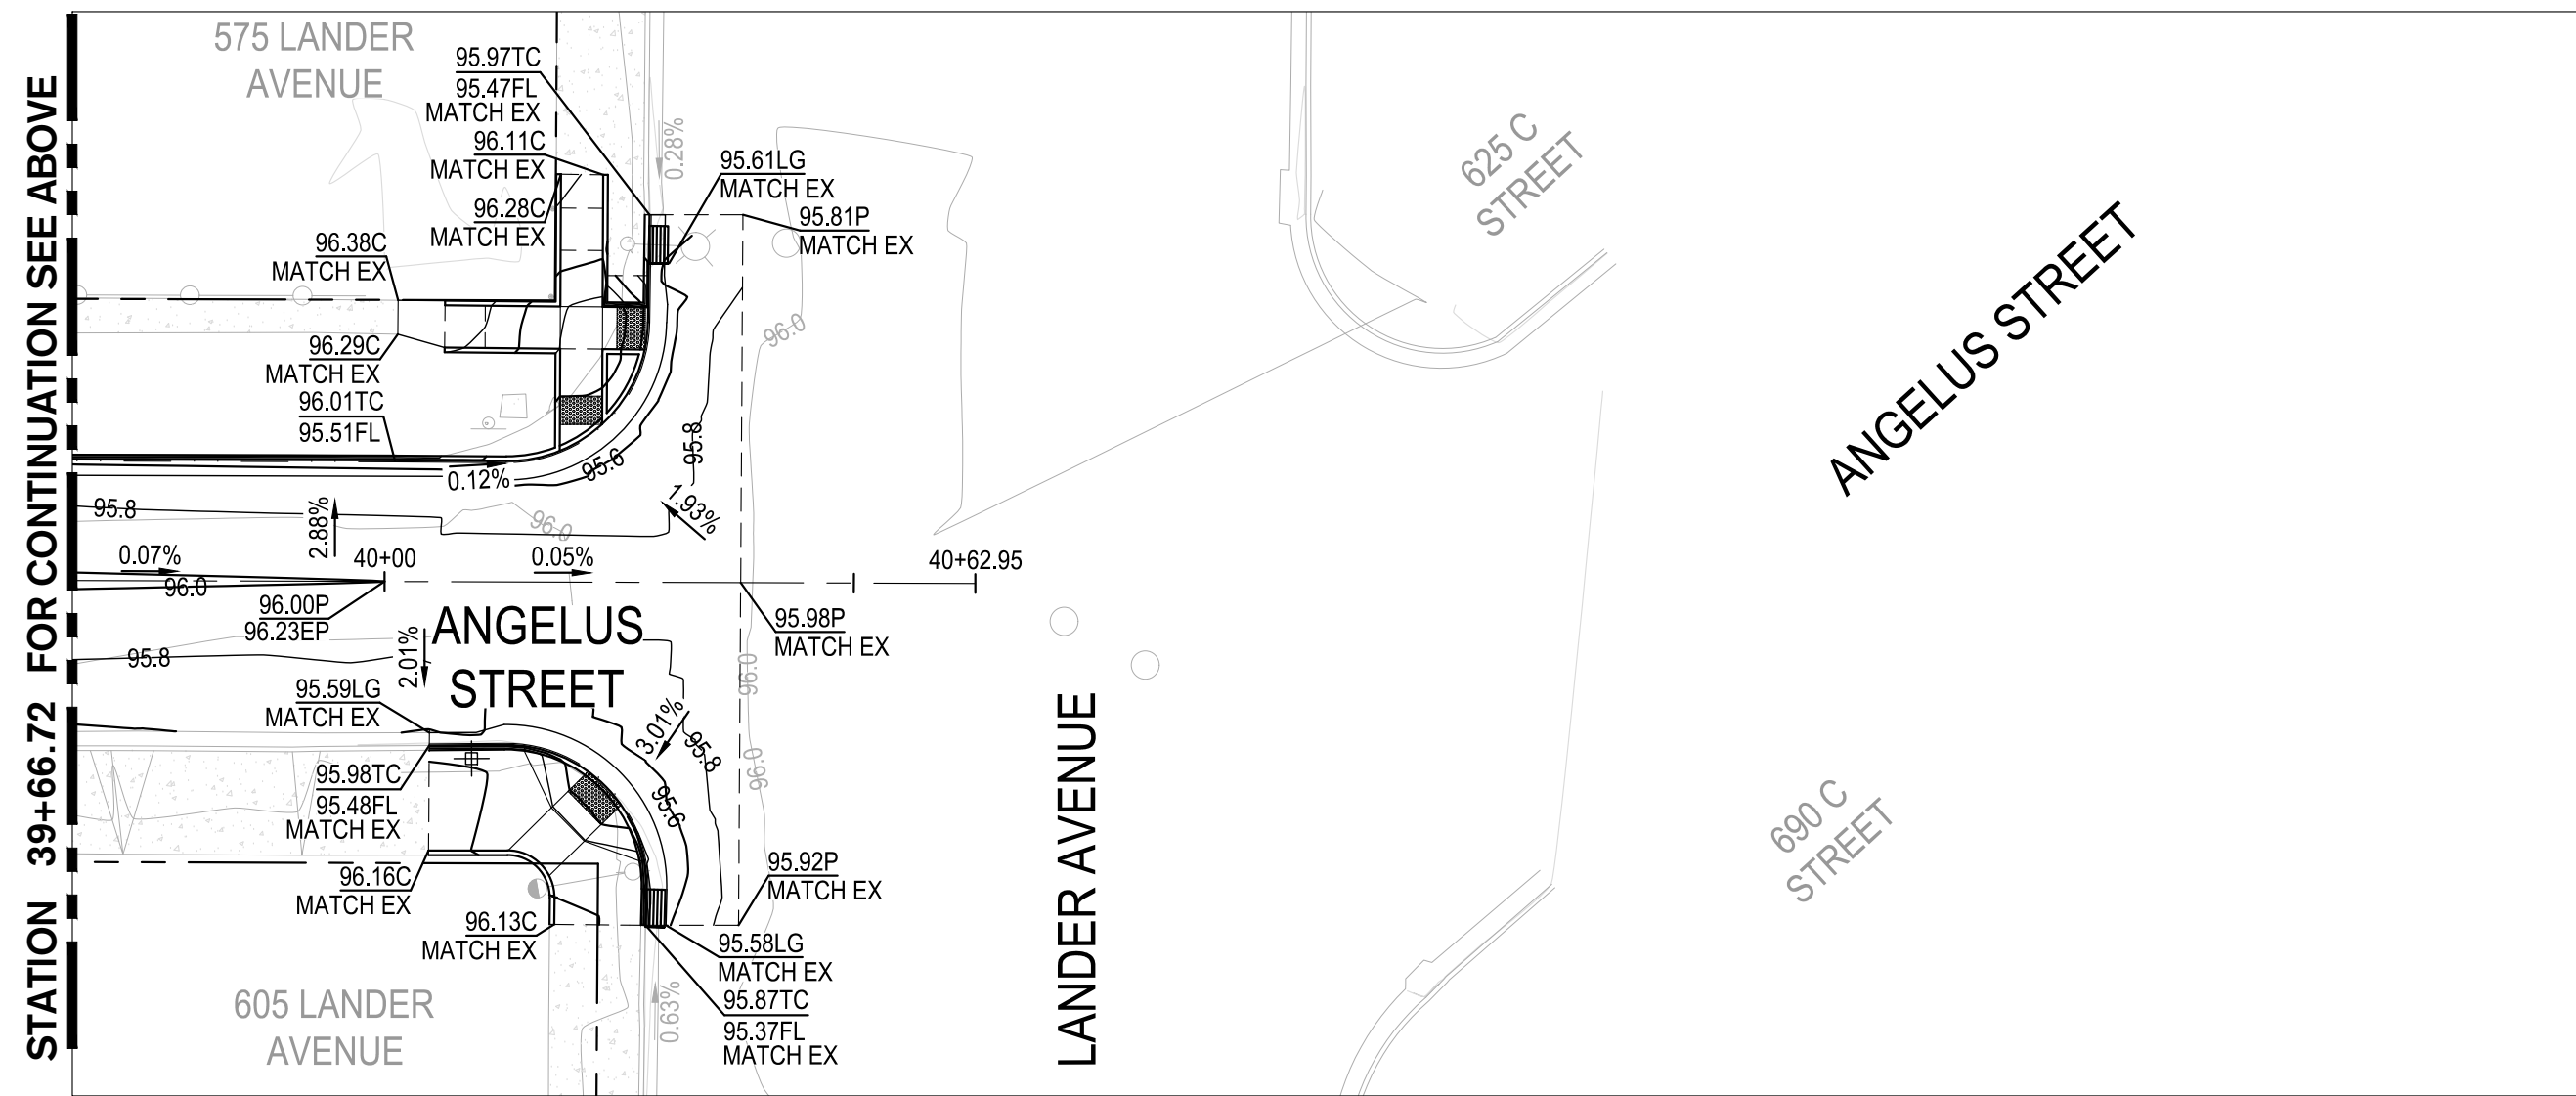 STATION 39+66.72 FOR CONTINUATION SEE ABOVE
575 LANDER
AVENUE
95.97TC
95.47FL
MATCH EX
96.11C
MATCH EX
96.28C
MATCH EX
96.38C
MATCH EX
96.29C
MATCH EX
96.01TC
95.51FL
0.28%
95.61LG
MATCH EX
95.81P
MATCH EX
96.0
95.8
95.6
0.12%
1.93%
96.0
95.8
2.88%
0.07%
40+00
0.05%
40+62.95
96.0
96.00P
96.23EP
95.98P
MATCH EX
ANGELUS
STREET
95.8
2.01%
95.59LG
MATCH EX
96.0
3.01%
95.8
96.0
95.6
95.98TC
95.48FL
MATCH EX
96.16C
MATCH EX
96.13C
MATCH EX
95.92P
MATCH EX
95.58LG
MATCH EX
95.87TC
95.37FL
MATCH EX
0.63%
605 LANDER
AVENUE
LANDER AVENUE
625 C
STREET
ANGELUS STREET
690 C
STREET